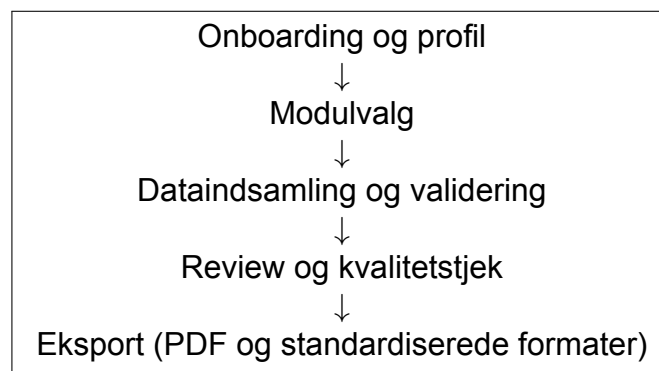 Onboarding og profil
↓
Modulvalg
↓
Dataindsamling og validering
↓
Review og kvalitetstjek
↓
Eksport (PDF og standardiserede formater)